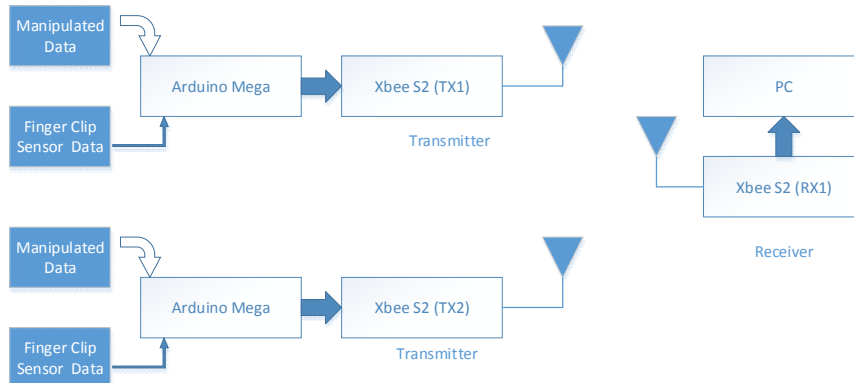 Manipulated
Data
Arduino Mega
Xbee S2 (TX1)
Finger Clip
Sensor Data
Transmitter
PC
Xbee S2 (RX1)
Receiver
Manipulated
Data
Arduino Mega
Xbee S2 (TX2)
Finger Clip
Sensor Data
Transmitter